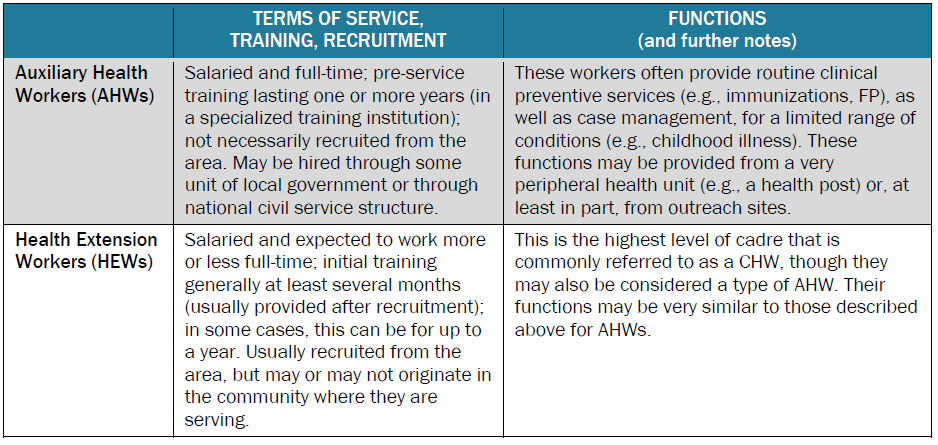 TERMS OF SERVICE,
TRAINING, RECRUITMENT
FUNCTIONS
(and further notes)
Auxiliary Health
Workers (AHWs)
Salaried and full-time; pre-service
training lasting one or more years (in
a specialized training institution);
not necessarily recruited from the
area. May be hired through some
unit of local government or through
national civil service structure.
These workers often provide routine clinical
preventive services (e.g., immunizations, FP), as
well as case management, for a limited range of
conditions (e.g., childhood illness). These
functions may be provided from a very
peripheral health unit (e.g., a health post) or, at
least in part, from outreach sites.
Health Extension
Workers (HEWs)
Salaried and expected to work more
or less full-time; initial training
generally at least several months
(usually provided after recruitment);
in some cases, this can be for up to
a year. Usually recruited from the
area, but may or may not originate in
the community where they are
serving.
This is the highest level of cadre that is
commonly referred to as a CHW, though they
may also be considered a type of AHW. Their
functions may be very similar to those described
above for AHWs.